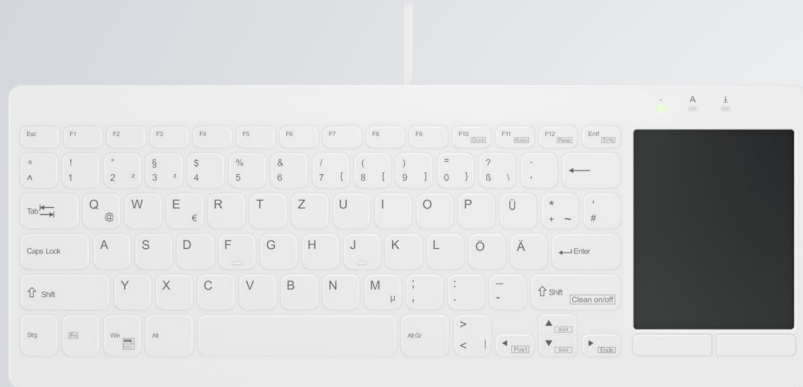 A
Esc F1 F2 F3 F4 F5 F6 F7 F8 F9 F10 Druck F11 Rollen F12 Pause Entf Einfg
° ! " § $ % & / ( ) = ?
^ 1 2 ² 3 ³ 4 5 6 7 { 8 [ 9 ] 0 } ß \
Tab Q @ W E € R T Z U I O P Ü * + ~ ' #
Caps Lock A S D F G H J K L Ö Ä Enter
Shift Y X C V B N M µ ; , : . _ - Shift Clean on/off
Strg Fn Win Alt Alt Gr > < | Pos1 Ende